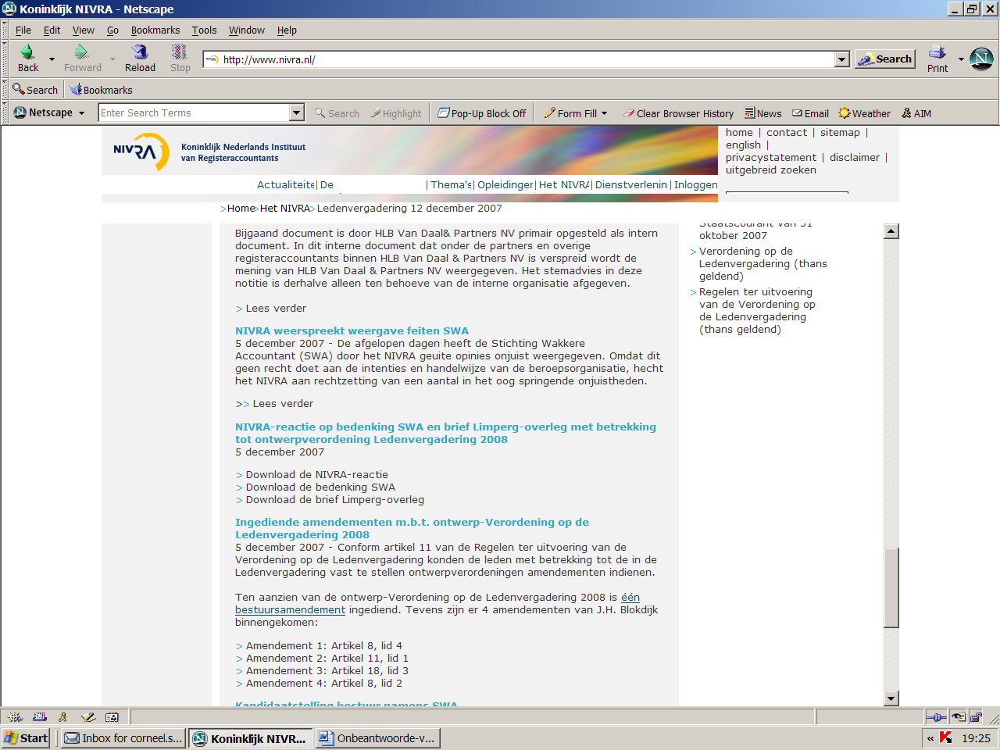 Koninklijk NIVRA - Netscape
File Edit View Go Bookmarks Tools Window Help
Back Forward Reload Stop http://www.nivra.nl/ Search Print
Search Bookmarks
Netscape Enter Search Terms Search Highlight Pop-Up Block Off Form Fill Clear Browser History News Email Weather AIM
NIVRA Koninklijk Nederlands Instituut
van Registeraccountants
home | contact | sitemap |
english |
privacystatement | disclaimer |
uitgebreid zoeken
Actualiteite | De | Thema's | Opleidinger | Het NIVRA | Dienstverlenin | Inloggen
>Home >Het NIVRA >Ledenvergadering 12 december 2007
Bijgaand document is door HLB Van Daal& Partners NV primair opgesteld als intern
document. In dit interne document dat onder de partners en overige
registeraccountants binnen HLB Van Daal & Partners NV is verspreid wordt de
mening van HLB Van Daal & Partners NV weergegeven. Het stemadvies in deze
notitie is derhalve alleen ten behoeve van de interne organisatie afgegeven.
> Lees verder
NIVRA weerspreekt weergave feiten SWA
5 december 2007 - De afgelopen dagen heeft de Stichting Wakkere
Accountant (SWA) door het NIVRA geuite opinies onjuist weergegeven. Omdat dit
geen recht doet aan de intenties en handelwijze van de beroepsorganisatie, hecht
het NIVRA aan rechtzetting van een aantal in het oog springende onjuistheden.
>> Lees verder
NIVRA-reactie op bedenking SWA en brief Limperg-overleg met betrekking
tot ontwerpverordening Ledenvergadering 2008
5 december 2007
> Download de NIVRA-reactie
> Download de bedenking SWA
> Download de brief Limperg-overleg
Ingediende amendementen m.b.t. ontwerp-Verordening op de
Ledenvergadering 2008
5 december 2007 - Conform artikel 11 van de Regelen ter uitvoering van de
Verordening op de Ledenvergadering konden de leden met betrekking tot de in de
Ledenvergadering vast te stellen ontwerpverordeningen amendementen indienen.
Ten aanzien van de ontwerp-Verordening op de Ledenvergadering 2008 is één
bestuursamendement ingediend. Tevens zijn er 4 amendementen van J.H. Blokdijk
binnengekomen:
> Amendement 1: Artikel 8, lid 4
> Amendement 2: Artikel 11, lid 1
> Amendement 3: Artikel 18, lid 3
> Amendement 4: Artikel 8, lid 2
Kandidaatstelling bestuur namens SWA
Staatscourant van 31
oktober 2007
> Verordening op de
Ledenvergadering (thans
geldend)
> Regelen ter uitvoering
van de Verordening op
de Ledenvergadering
(thans geldend)
Start Inbox for corneel.s... Koninklijk NIVR... Onbeantwoorde-v... « 19:25